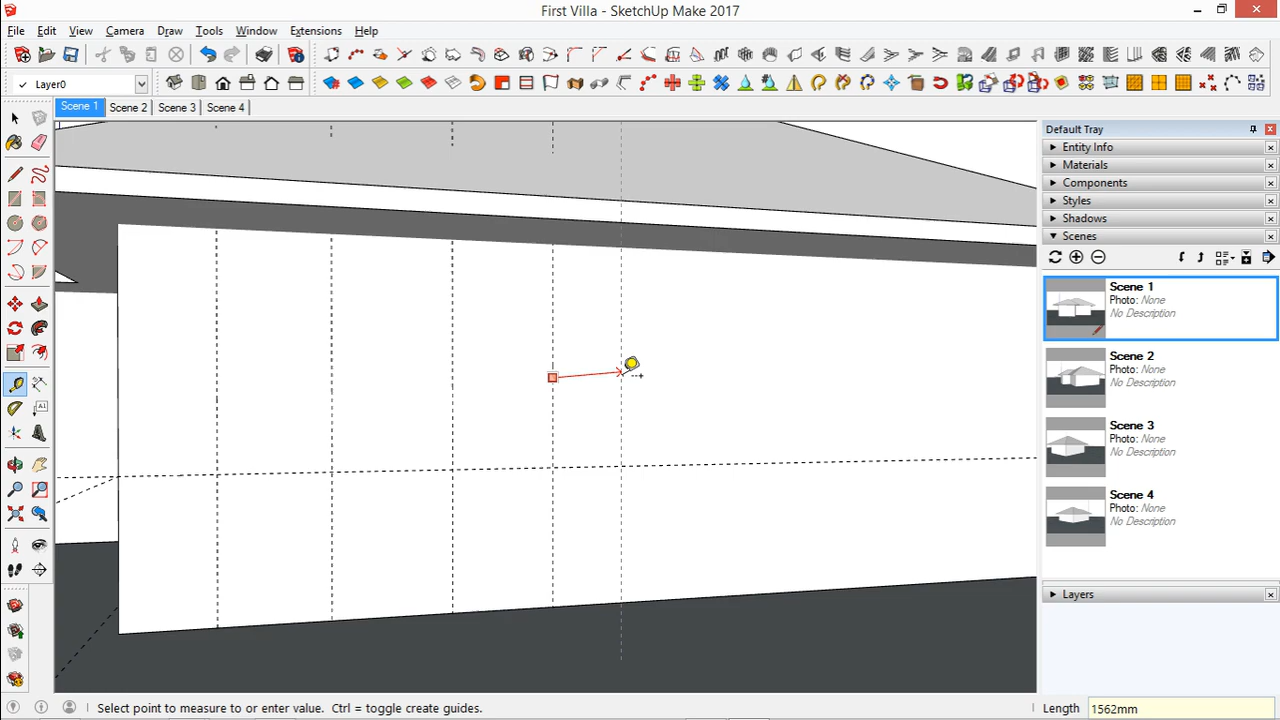 First Villa - SketchUp Make 2017
File Edit View Camera Draw Tools Window Extensions Help
✓ Layer0
Scene 1 Scene 2 Scene 3 Scene 4
Default Tray
Entity Info
Materials
Components
Styles
Shadows
Scenes
Scene 1
Photo: None
No Description
Scene 2
Photo: None
No Description
Scene 3
Photo: None
No Description
Scene 4
Photo: None
No Description
Layers
Select point to measure to or enter value. Ctrl = toggle create guides.
Length 1562mm